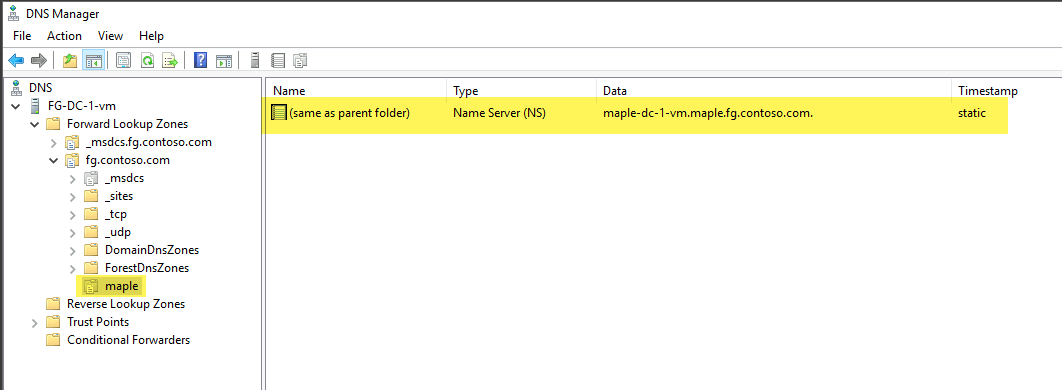 DNS Manager
File Action View Help
DNS
FG-DC-1-vm
Forward Lookup Zones
_msdcs.fg.contoso.com
fg.contoso.com
_msdcs
_sites
_tcp
_udp
DomainDnsZones
ForestDnsZones
maple
Reverse Lookup Zones
Trust Points
Conditional Forwarders
Name Type Data Timestamp
(same as parent folder) Name Server (NS) maple-dc-1-vm.maple.fg.contoso.com. static